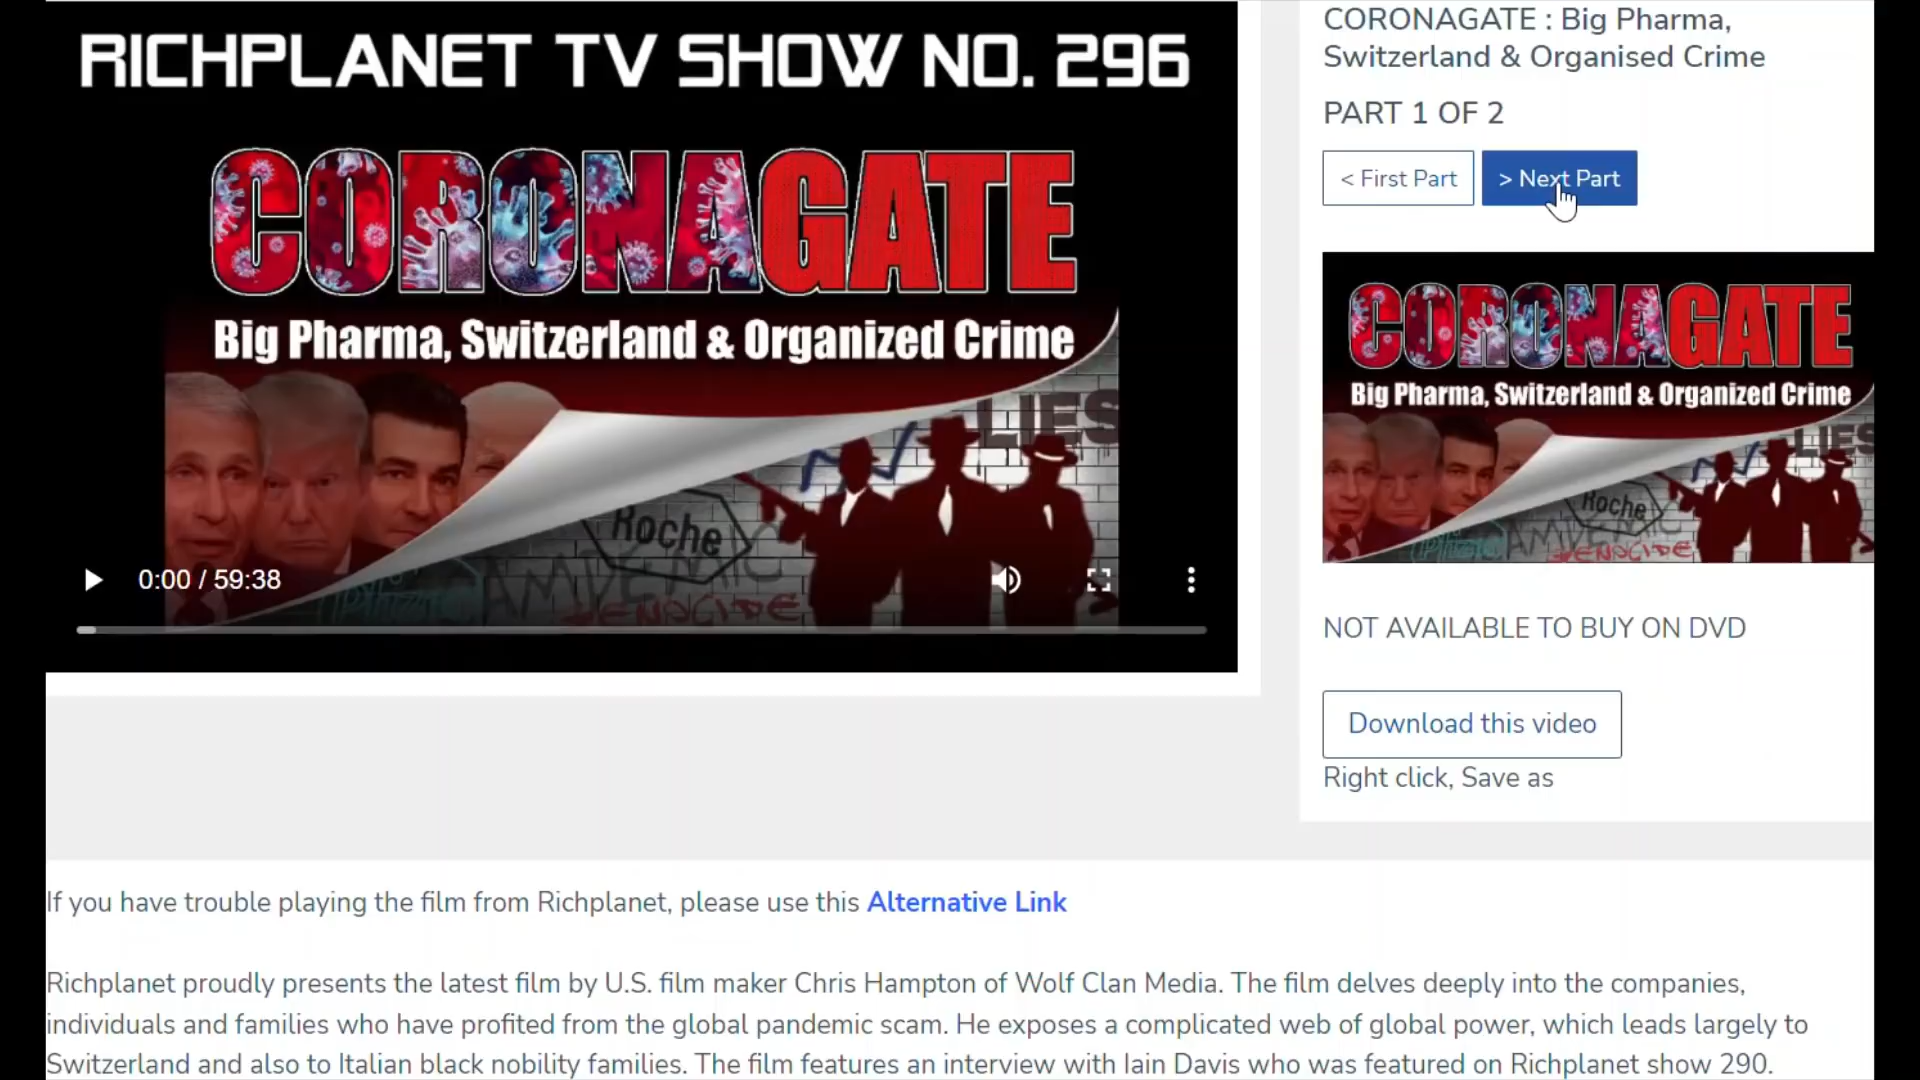 RICHPLANET TV SHOW NO. 296
CORONAGATE
Big Pharma, Switzerland & Organized Crime
LIES
Roche
GENOCIDE
0:00 / 59:38
CORONAGATE : Big Pharma,
Switzerland & Organised Crime
PART 1 OF 2
< First Part
> Next Part
CORONAGATE
Big Pharma, Switzerland & Organized Crime
LIES
Roche
GENOCIDE
NOT AVAILABLE TO BUY ON DVD
Download this video
Right click, Save as
If you have trouble playing the film from Richplanet, please use this Alternative Link
Richplanet proudly presents the latest film by U.S. film maker Chris Hampton of Wolf Clan Media. The film delves deeply into the companies,
individuals and families who have profited from the global pandemic scam. He exposes a complicated web of global power, which leads largely to
Switzerland and also to Italian black nobility families. The film features an interview with Iain Davis who was featured on Richplanet show 290.